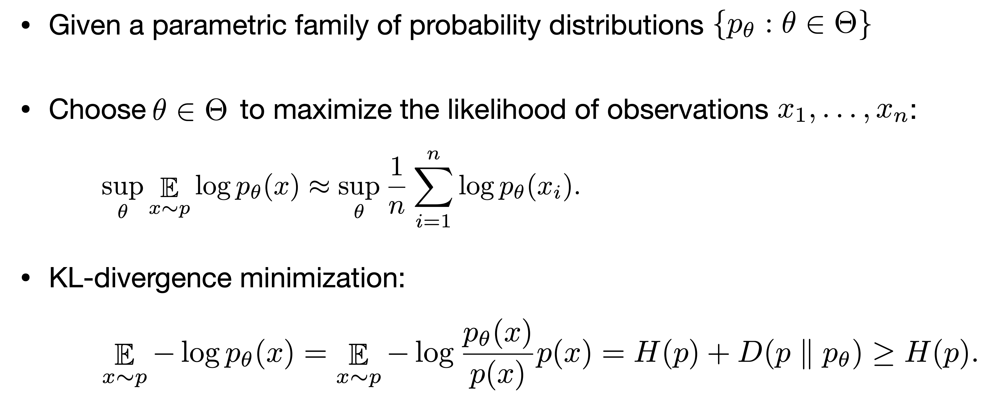 • Given a parametric family of probability distributions $\{p_\theta : \theta \in \Theta\}$
• Choose $\theta \in \Theta$ to maximize the likelihood of observations $x_1, \ldots, x_n$:
$\sup_\theta \mathbb{E}_{x \sim p} \log p_\theta(x) \approx \sup_\theta \frac{1}{n} \sum_{i=1}^{n} \log p_\theta(x_i).$
• KL-divergence minimization:
$\mathbb{E}_{x \sim p} - \log p_\theta(x) = \mathbb{E}_{x \sim p} - \log \frac{p_\theta(x)}{p(x)} p(x) = H(p) + D(p \parallel p_\theta) \geq H(p).$